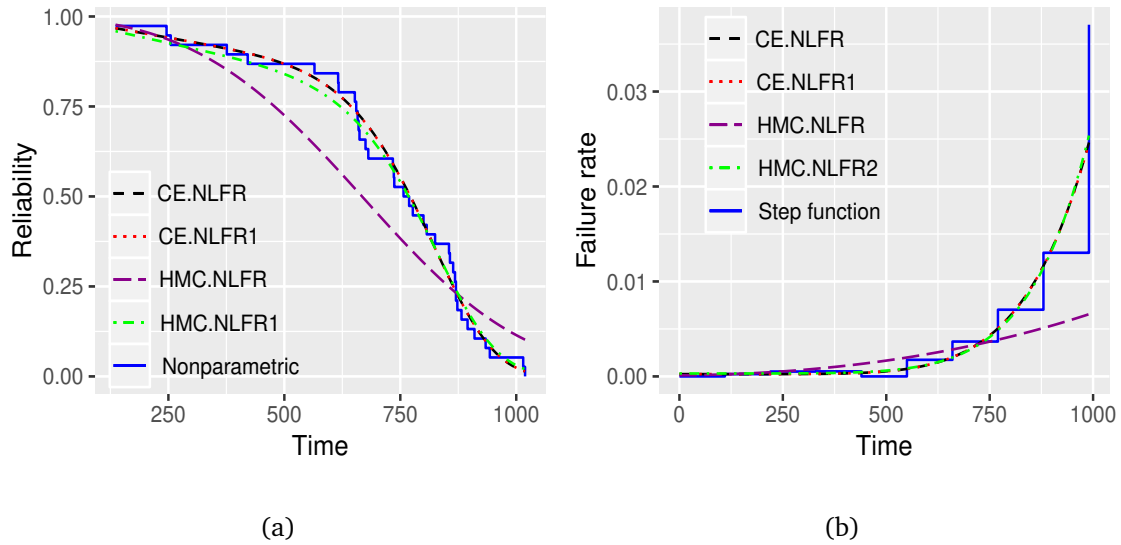 1.00
0.75
0.50
0.25
0.00
Reliability
CE.NLFR
CE.NLFR1
HMC.NLFR
HMC.NLFR1
Nonparametric
250
500
750
1000
Time
(a)
0.03
0.02
0.01
0.00
Failure rate
CE.NLFR
CE.NLFR1
HMC.NLFR
HMC.NLFR2
Step function
0
250
500
750
1000
Time
(b)